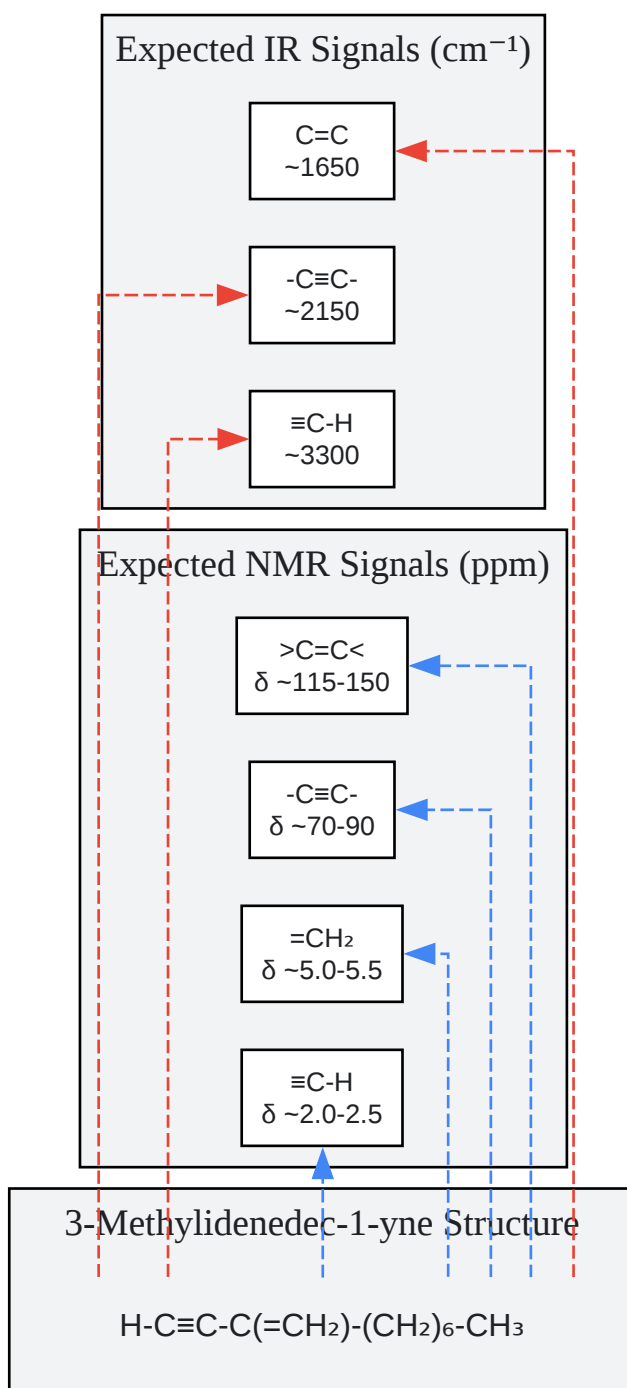 Expected IR Signals (cm⁻¹)
C=C
~1650
-C≡C-
~2150
≡C-H
~3300
Expected NMR Signals (ppm)
>C=C<
δ ~115-150
-C≡C-
δ ~70-90
=CH₂
δ ~5.0-5.5
≡C-H
δ ~2.0-2.5
3-Methylidenedec-1-yne Structure
H-C≡C-C(=CH₂)-(CH₂)₆-CH₃